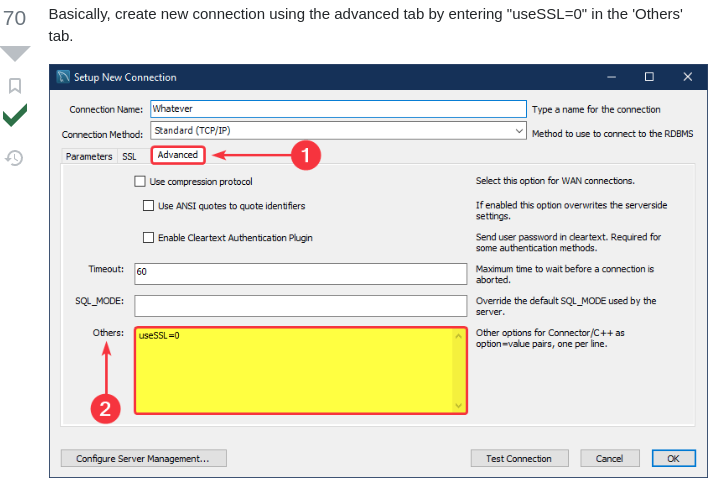 70
Basically, create new connection using the advanced tab by entering "useSSL=0" in the 'Others'
tab.
Setup New Connection
Connection Name: Whatever Type a name for the connection
Connection Method: Standard (TCP/IP) Method to use to connect to the RDBMS
Parameters SSL Advanced 1
Use compression protocol Select this option for WAN connections.
Use ANSI quotes to quote identifiers If enabled this option overwrites the serverside
settings.
Enable Cleartext Authentication Plugin Send user password in cleartext. Required for
some authentication methods.
Timeout: 60 Maximum time to wait before a connection is
aborted.
SQL_MODE: Override the default SQL_MODE used by the
server.
Others: useSSL=0 Other options for Connector/C++ as
option=value pairs, one per line.
2
Configure Server Management... Test Connection Cancel OK